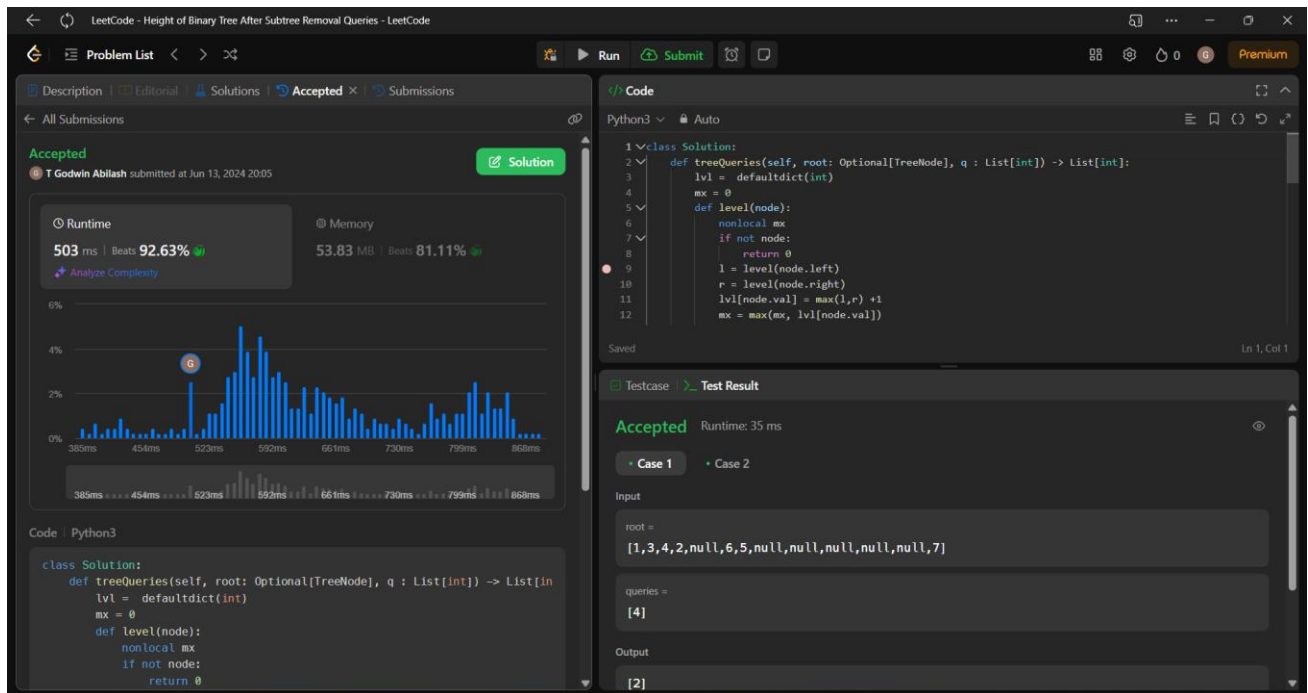 LeetCode - Height of Binary Tree After Subtree Removal Queries - LeetCode
Problem List
Run
Submit
0
G
Premium
Description
Editorial
Solutions
Accepted
Submissions
All Submissions
Accepted
Solution
G
T Godwin Abilash submitted at Jun 13, 2024 20:05
Runtime
503 ms | Beats 92.63%
Analyze Complexity
Memory
53.83 MB | Beats 81.11%
6%
4%
2%
0%
G
385ms 454ms 523ms 592ms 661ms 730ms 799ms 868ms
385ms 454ms 523ms 592ms 661ms 730ms 799ms 868ms
Code | Python3
class Solution:
def treeQueries(self, root: Optional[TreeNode], q : List[int]) -> List[in
lvl = defaultdict(int)
mx = 0
def level(node):
nonlocal mx
if not node:
return 0
</> Code
Python3
Auto
1 class Solution:
2 def treeQueries(self, root: Optional[TreeNode], q : List[int]) -> List[int]:
3 lvl = defaultdict(int)
4 mx = 0
5 def level(node):
6 nonlocal mx
7 if not node:
8 return 0
9 l = level(node.left)
10 r = level(node.right)
11 lvl[node.val] = max(l,r) +1
12 mx = max(mx, lvl[node.val])
Saved
Ln 1, Col 1
Testcase
>_ Test Result
Accepted Runtime: 35 ms
• Case 1 • Case 2
Input
root =
[1,3,4,2,null,6,5,null,null,null,null,null,7]
queries =
[4]
Output
[2]